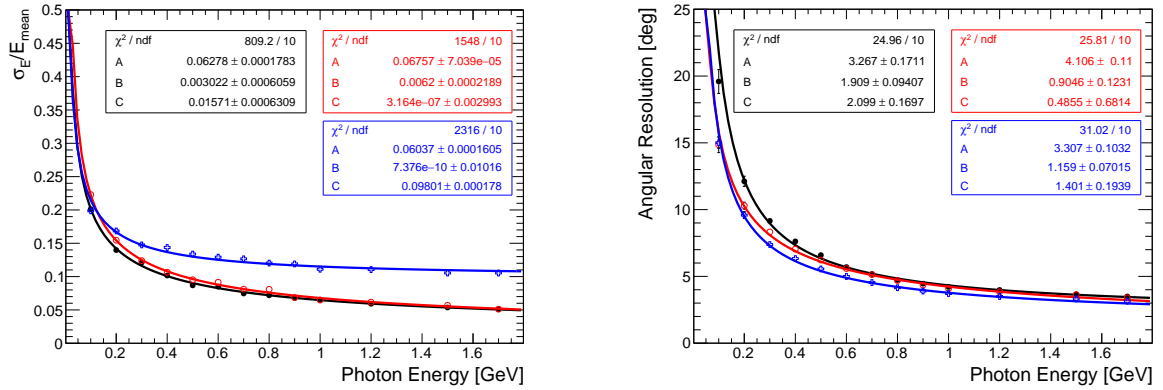 σE/Emean
0.5
0.45
0.4
0.35
0.3
0.25
0.2
0.15
0.1
0.05
0
χ² / ndf 809.2 / 10
A 0.06278 ± 0.0001783
B 0.003022 ± 0.0006059
C 0.01571 ± 0.0006309
χ² / ndf 1548 / 10
A 0.06757 ± 7.039e−05
B 0.0062 ± 0.0002189
C 3.164e−07 ± 0.002993
χ² / ndf 2316 / 10
A 0.06037 ± 0.0001605
B 7.376e−10 ± 0.01016
C 0.09801 ± 0.000178
0.2 0.4 0.6 0.8 1 1.2 1.4 1.6
Photon Energy [GeV]
Angular Resolution [deg]
25
20
15
10
5
0
χ² / ndf 24.96 / 10
A 3.267 ± 0.1711
B 1.909 ± 0.09407
C 2.099 ± 0.1697
χ² / ndf 25.81 / 10
A 4.106 ± 0.11
B 0.9046 ± 0.1231
C 0.4855 ± 0.6814
χ² / ndf 31.02 / 10
A 3.307 ± 0.1032
B 1.159 ± 0.07015
C 1.401 ± 0.1939
0.2 0.4 0.6 0.8 1 1.2 1.4 1.6
Photon Energy [GeV]